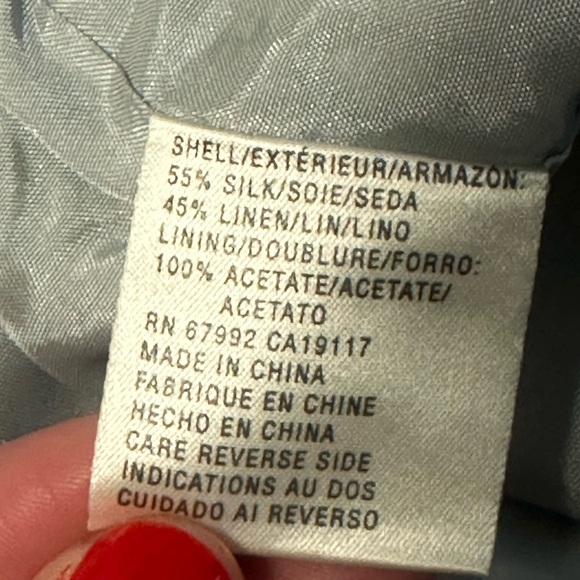 SHELL/EXTÉRIEUR/ARMAZÓN:
55% SILK/SOIE/SEDA
45% LINEN/LIN/LINO
LINING/DOUBLURE/FORRO:
100% ACETATE/ACETATE/
ACETATO
RN 67992 CA19117
MADE IN CHINA
FABRIQUE EN CHINE
HECHO EN CHINA
CARE REVERSE SIDE
INDICATIONS AU DOS
CUIDADO AI REVERSO